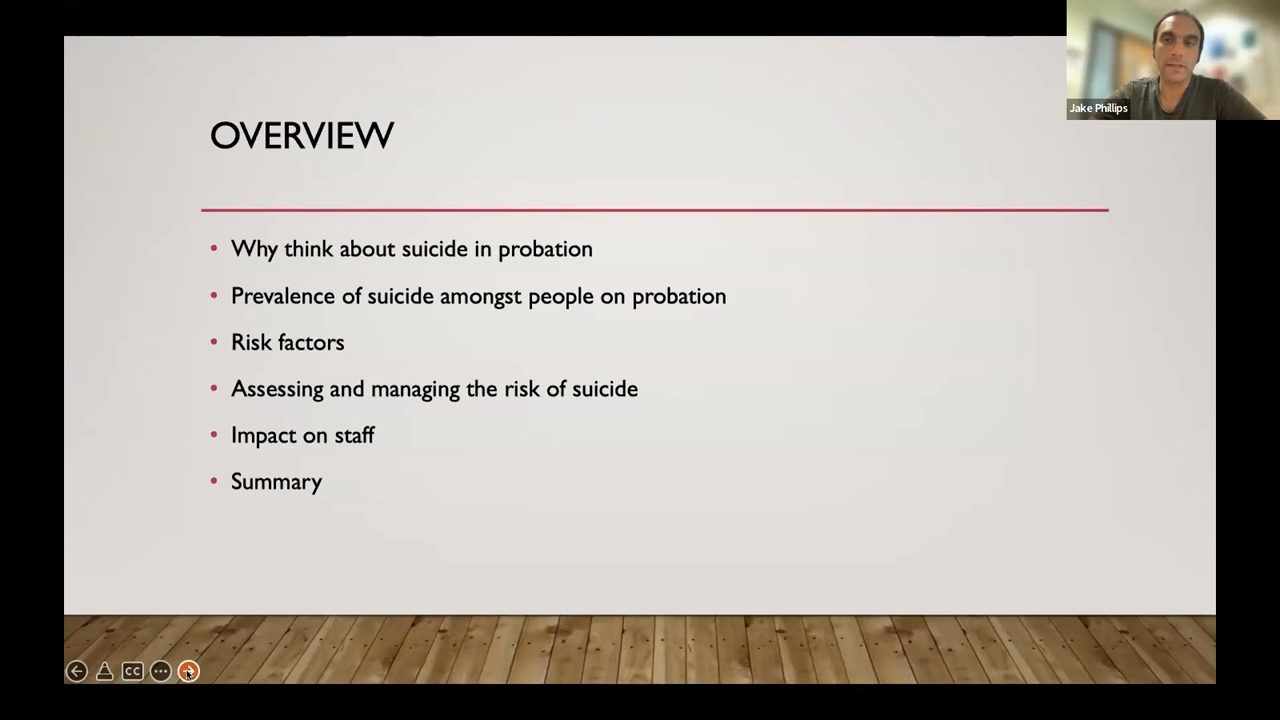 Jake Phillips
OVERVIEW
Why think about suicide in probation
Prevalence of suicide amongst people on probation
Risk factors
Assessing and managing the risk of suicide
Impact on staff
Summary
CC